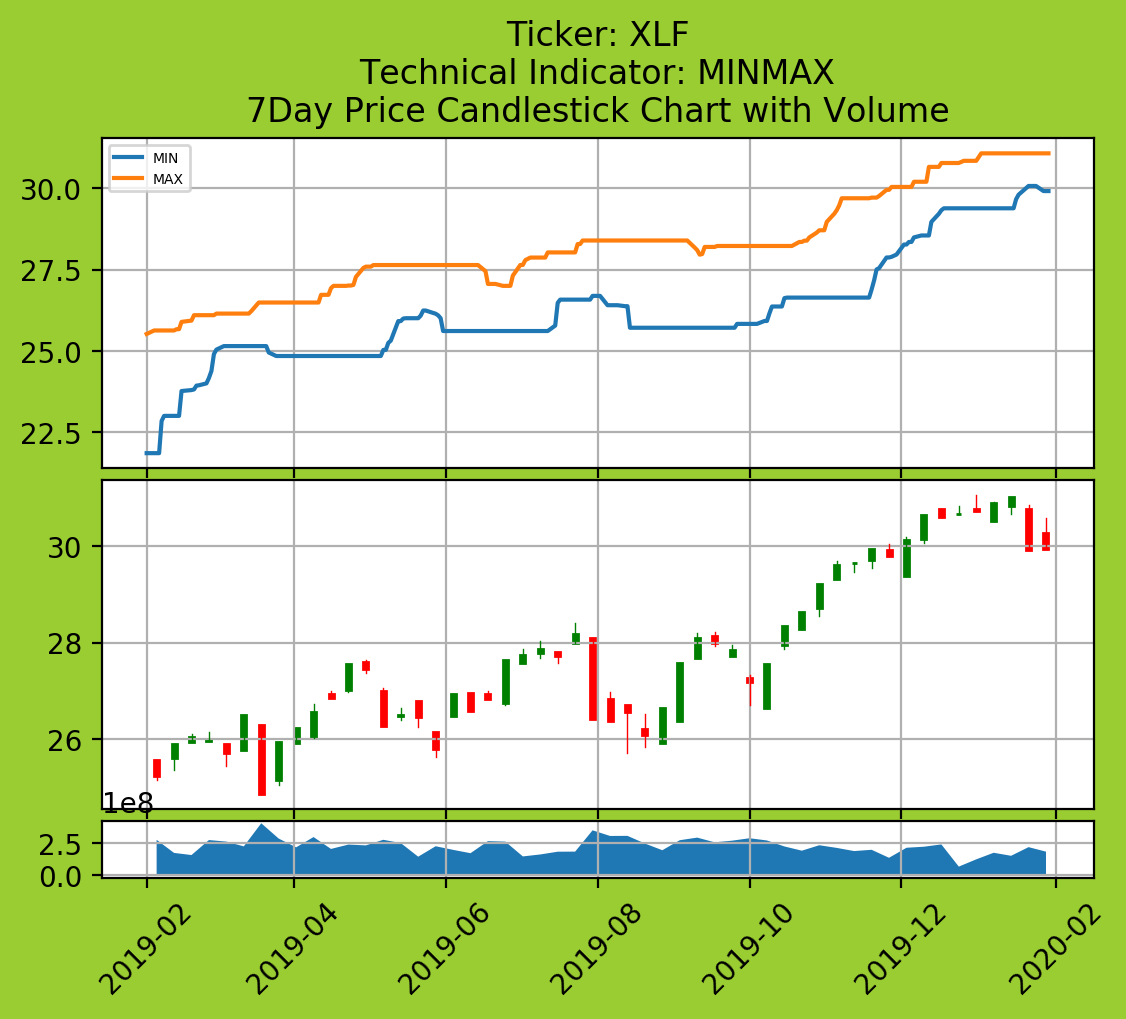 Ticker: XLF
Technical Indicator: MINMAX
7Day Price Candlestick Chart with Volume
MIN
MAX
30.0
27.5
25.0
22.5
30
28
26
1e8
2.5
0.0
2019-02
2019-04
2019-06
2019-08
2019-10
2019-12
2020-02